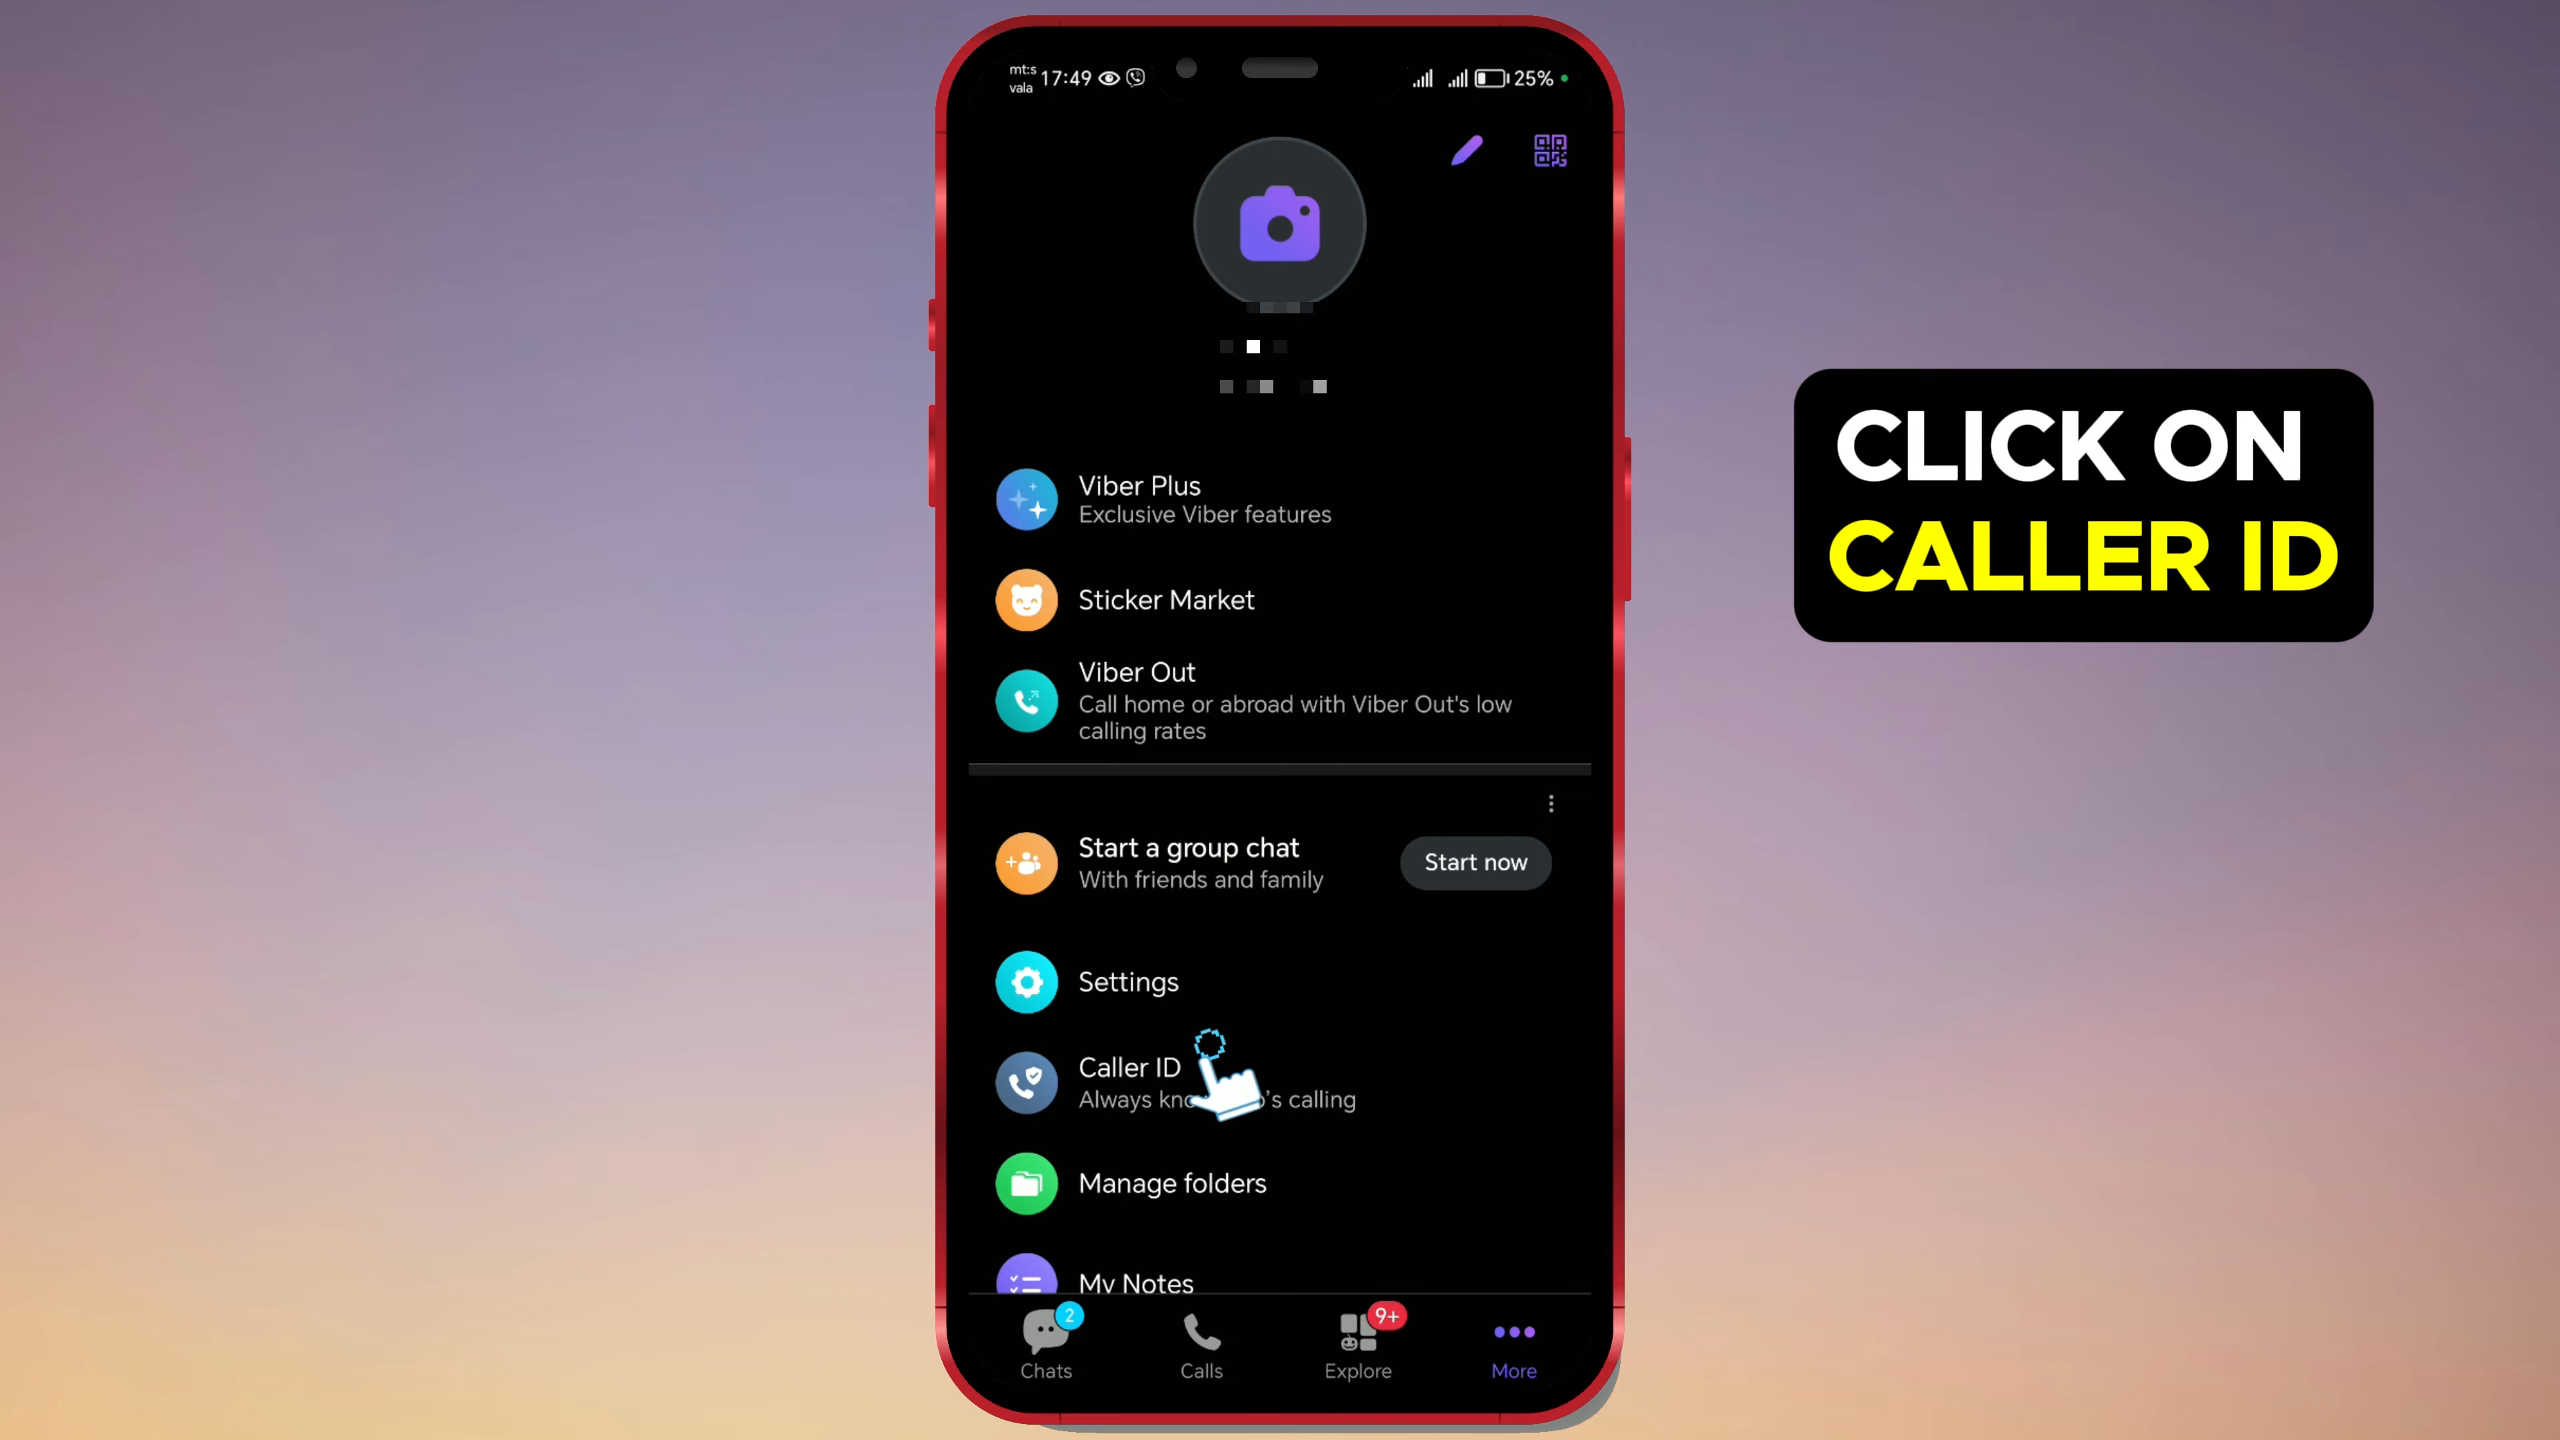 mt:s
vala
17:49
25%
Viber Plus
Exclusive Viber features
Sticker Market
Viber Out
Call home or abroad with Viber Out's low
calling rates
Start a group chat
With friends and family
Start now
Settings
Caller ID
Always 's calling
Manage folders
My Notes
2
9+
Chats
Calls
Explore
More
CLICK ON
CALLER ID